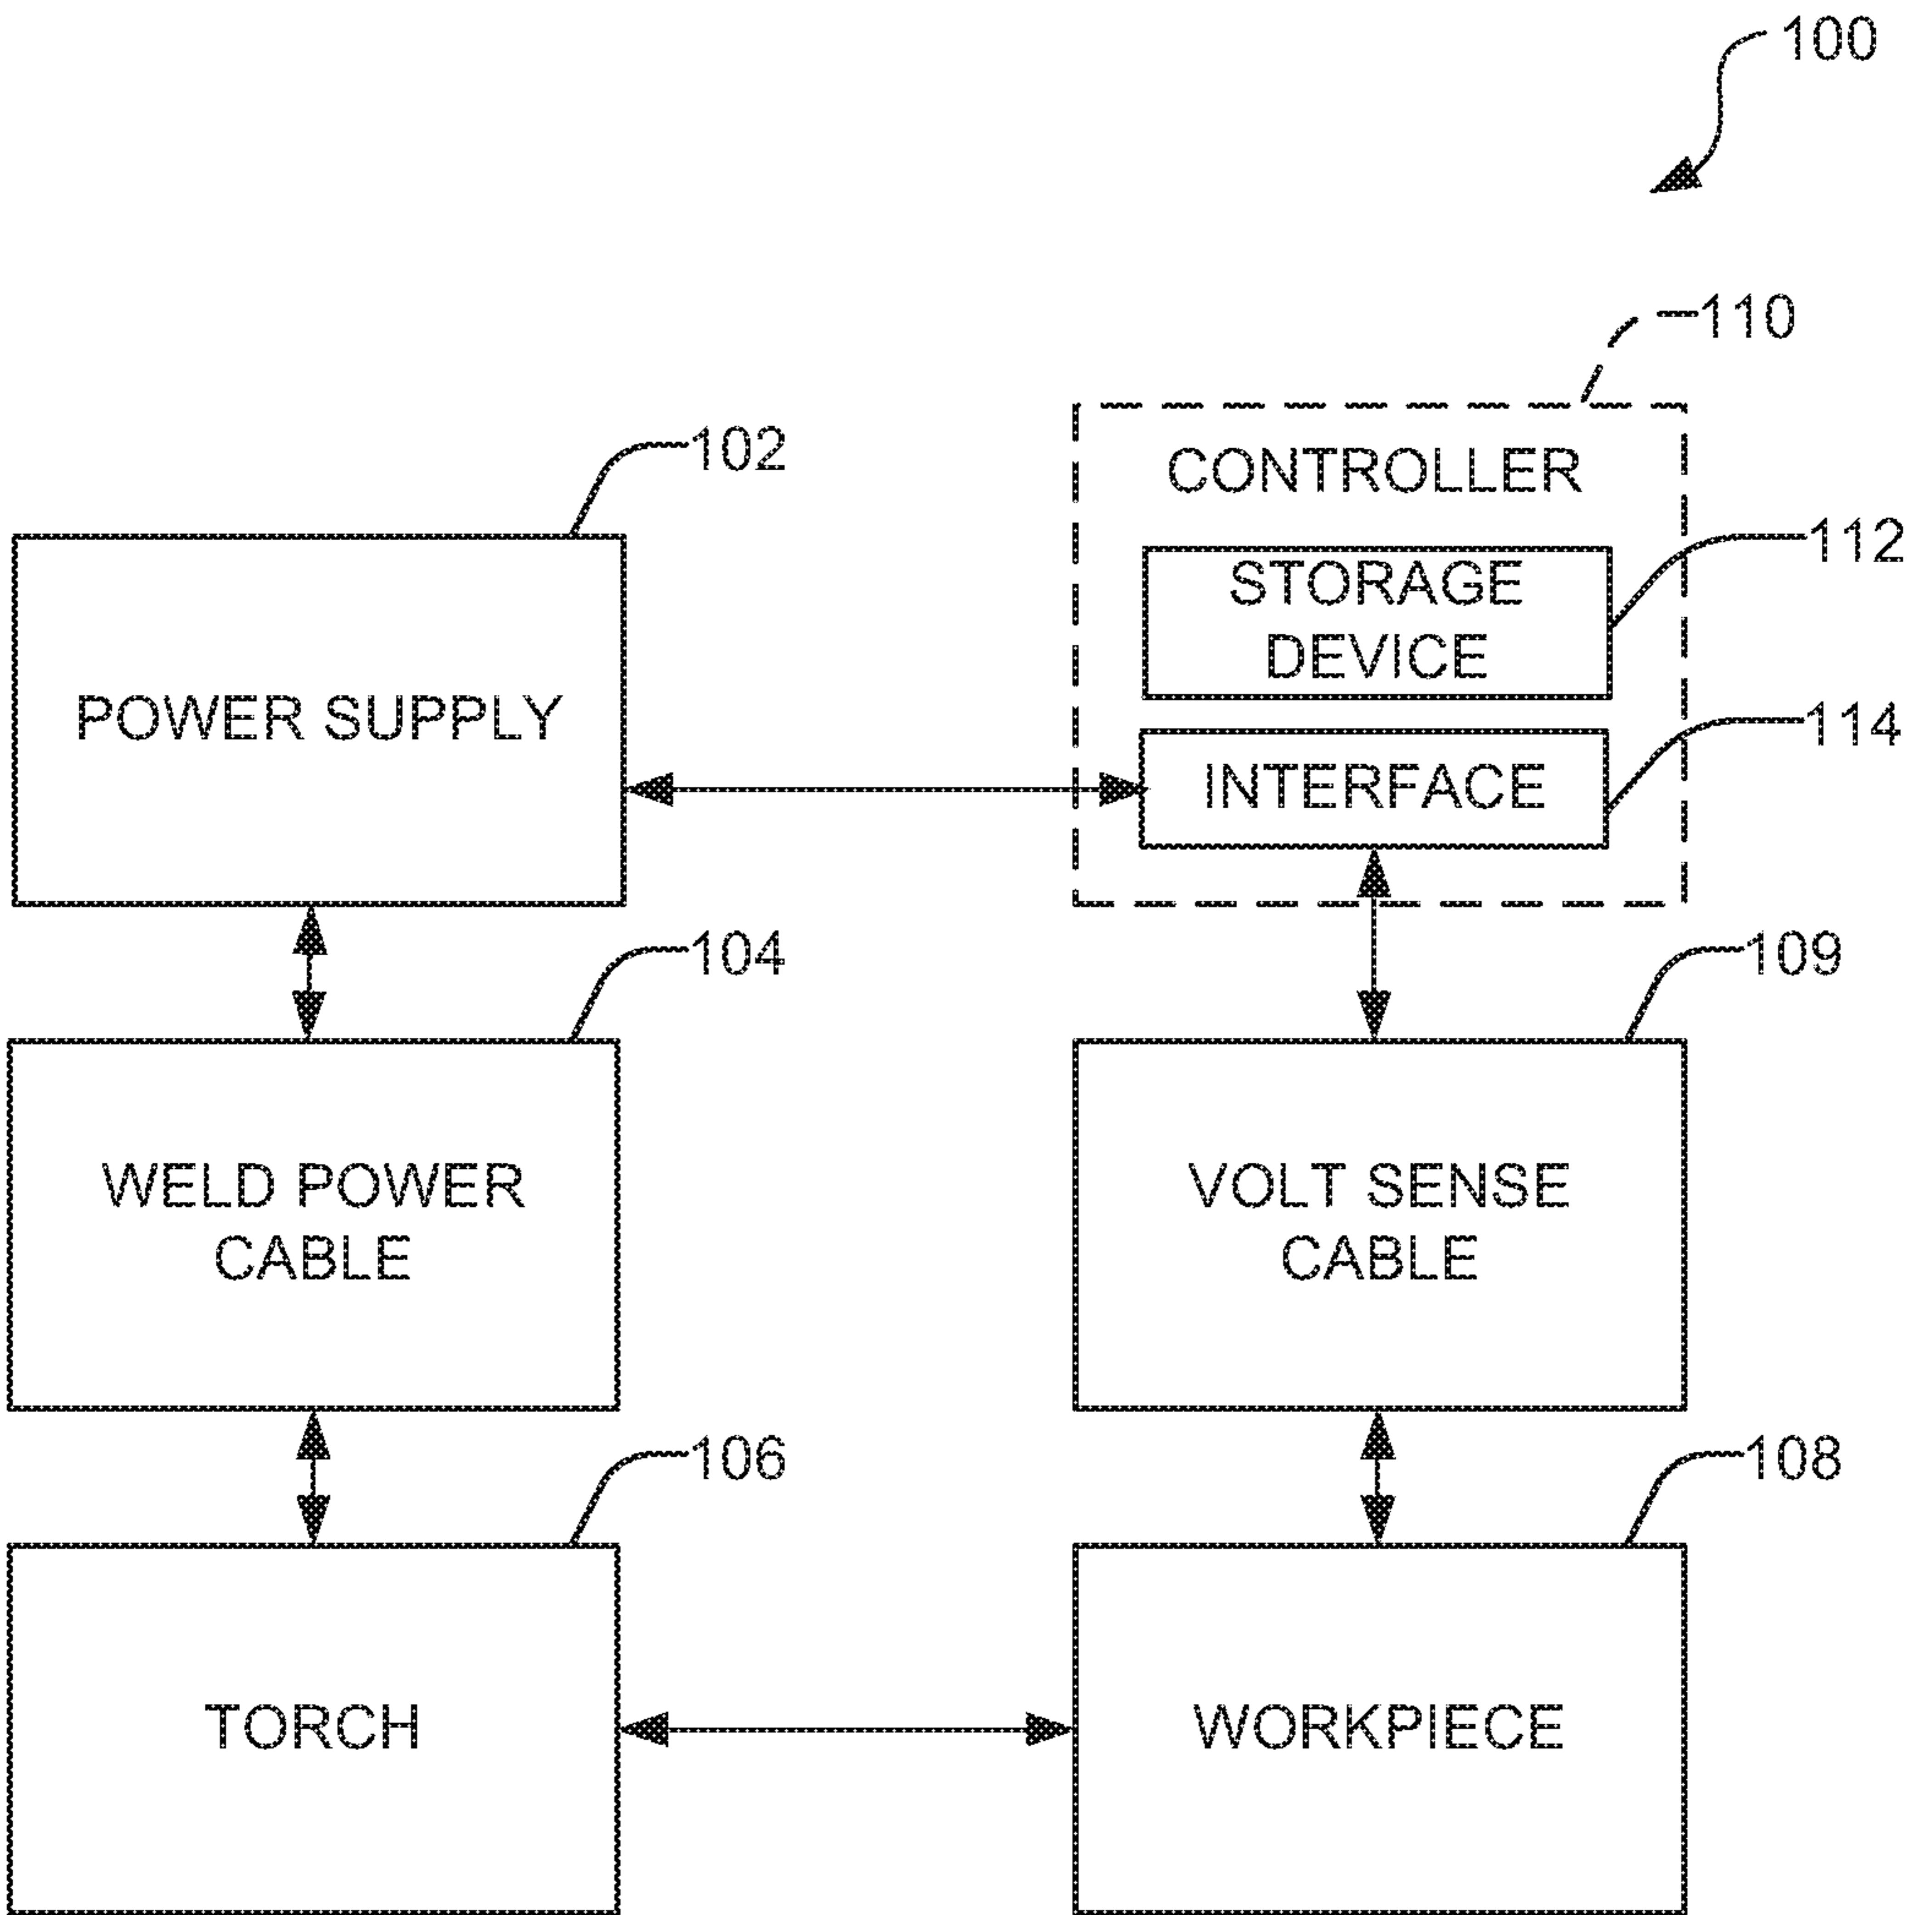 100
110
102
CONTROLLER
112
STORAGE
DEVICE
POWER SUPPLY
114
INTERFACE
104
109
WELD POWER
CABLE
VOLT SENSE
CABLE
106
108
TORCH
WORKPIECE